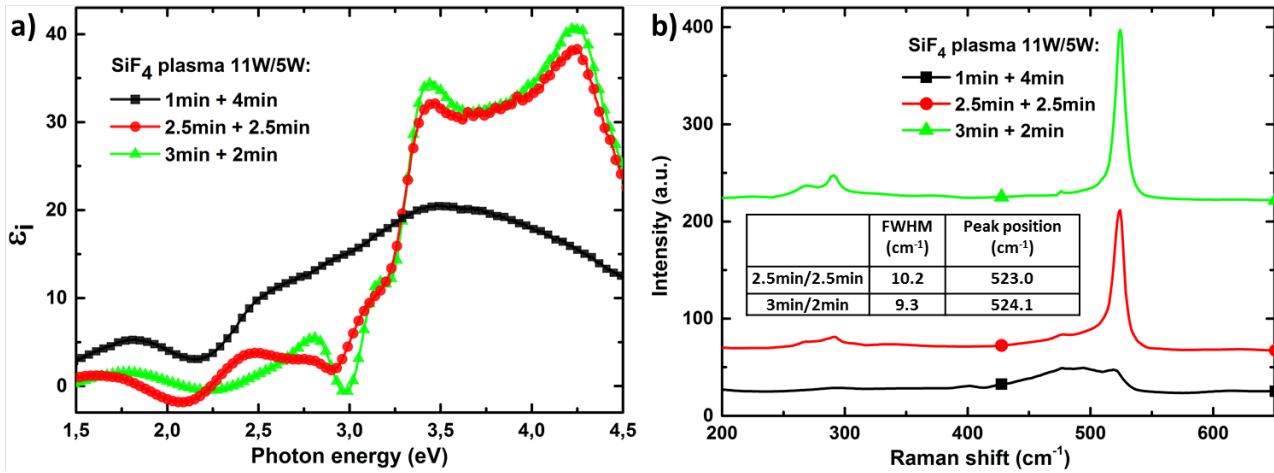 a)
SiF4 plasma 11W/5W:
1min + 4min
2.5min + 2.5min
3min + 2min
εi
40
30
20
10
0
1,5 2,0 2,5 3,0 3,5 4,0 4,5
Photon energy (eV)
b)
SiF4 plasma 11W/5W:
1min + 4min
2.5min + 2.5min
3min + 2min
Intensity (a.u.)
400
300
200
100
0
FWHM (cm-1) Peak position (cm-1)
2.5min/2.5min 10.2 523.0
3min/2min 9.3 524.1
200 300 400 500 600
Raman shift (cm-1)